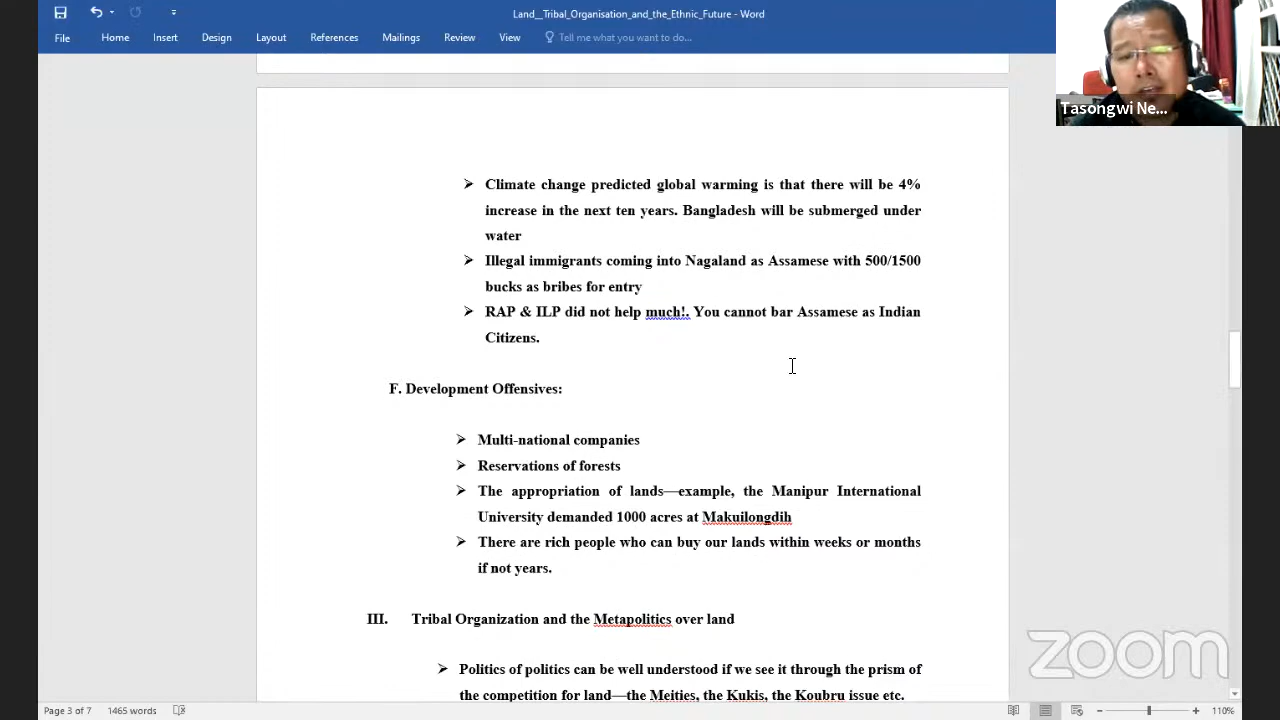 Land__Tribal_Organisation_and_the_Ethnic_Future - Word
File Home Insert Design Layout References Mailings Review View Tell me what you want to do...
Tasongwi Ne...
➢ Climate change predicted global warming is that there will be 4%
increase in the next ten years. Bangladesh will be submerged under
water
➢ Illegal immigrants coming into Nagaland as Assamese with 500/1500
bucks as bribes for entry
➢ RAP & ILP did not help much!. You cannot bar Assamese as Indian
Citizens.
F. Development Offensives:
➢ Multi-national companies
➢ Reservations of forests
➢ The appropriation of lands—example, the Manipur International
University demanded 1000 acres at Makuilongdih
➢ There are rich people who can buy our lands within weeks or months
if not years.
III. Tribal Organization and the Metapolitics over land
➢ Politics of politics can be well understood if we see it through the prism of
the competition for land—the Meities, the Kukis, the Koubru issue etc.
zoom
Page 3 of 7 1465 words 110%